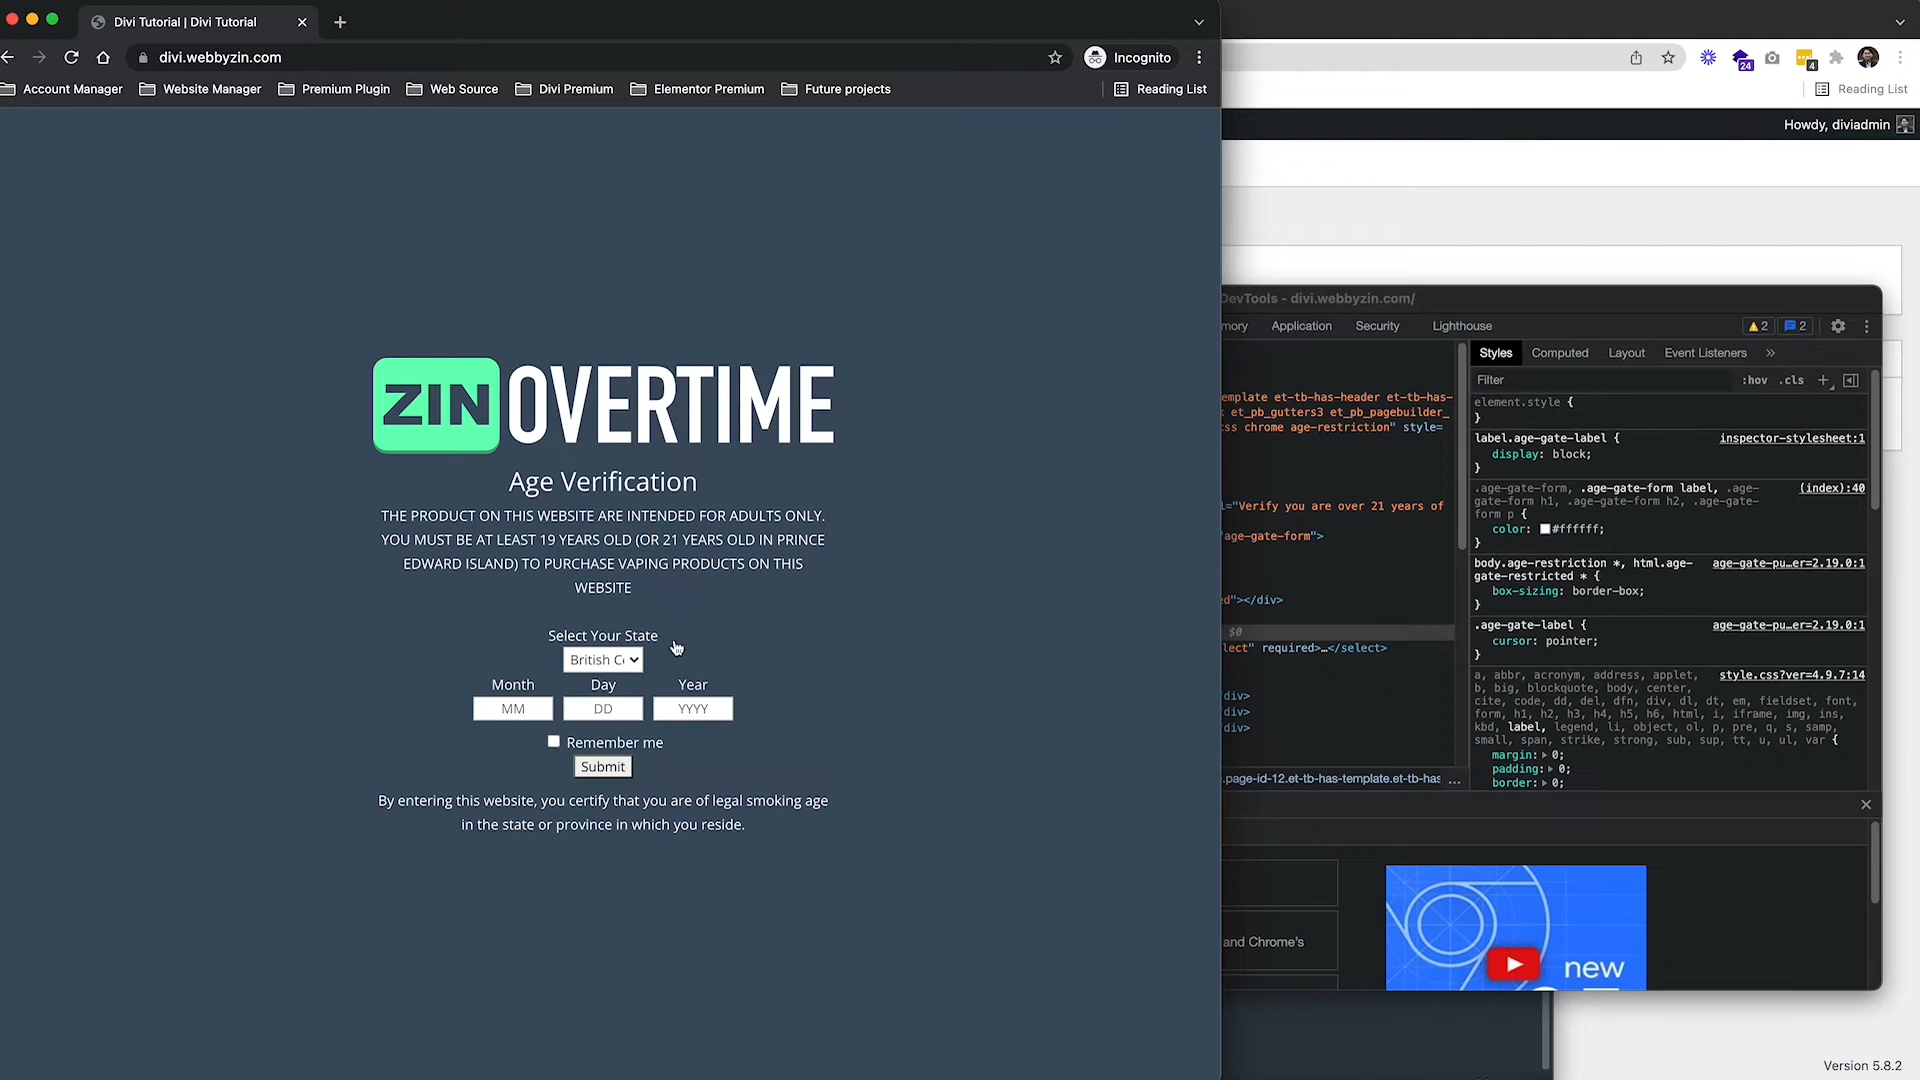 Divi Tutorial | Divi Tutorial
divi.webbyzin.com
Incognito
Account Manager
Website Manager
Premium Plugin
Web Source
Divi Premium
Elementor Premium
Future projects
Reading List
24
4
Reading List
Howdy, diviadmin
ZIN OVERTIME
Age Verification
THE PRODUCT ON THIS WEBSITE ARE INTENDED FOR ADULTS ONLY.
YOU MUST BE AT LEAST 19 YEARS OLD (OR 21 YEARS OLD IN PRINCE
EDWARD ISLAND) TO PURCHASE VAPING PRODUCTS ON THIS
WEBSITE
Select Your State
British C
Month Day Year
MM DD YYYY
Remember me
Submit
By entering this website, you certify that you are of legal smoking age
in the state or province in which you reside.
DevTools - divi.webbyzin.com/
mory Application Security Lighthouse
2 2
mplate et-tb-has-header et-tb-has-
x et_pb_gutters3 et_pb_pagebuilder_
ss chrome age-restriction" style=
l="Verify you are over 21 years of
"age-gate-form">
ed"></div>
$0
lect" required>…</select>
/div>
/div>
/div>
.page-id-12.et-tb-has-template.et-tb-has ...
Styles Computed Layout Event Listeners »
Filter :hov .cls +
element.style {
}
label.age-gate-label { inspector-stylesheet:1
display: block;
}
.age-gate-form, .age-gate-form label, .age- (index):40
gate-form h1, .age-gate-form h2, .age-gate-
form p {
color: #ffffff;
}
body.age-restriction *, html.age- age-gate-pu…er=2.19.0:1
gate-restricted * {
box-sizing: border-box;
}
.age-gate-label { age-gate-pu…er=2.19.0:1
cursor: pointer;
}
a, abbr, acronym, address, applet, style.css?ver=4.9.7:14
b, big, blockquote, body, center,
cite, code, dd, del, dfn, div, dl, dt, em, fieldset, font,
form, h1, h2, h3, h4, h5, h6, html, i, iframe, img, ins,
kbd, label, legend, li, object, ol, p, pre, q, s, samp,
small, span, strike, strong, sub, sup, tt, u, ul, var {
margin: 0;
padding: 0;
border: 0;
and Chrome's
new
Version 5.8.2